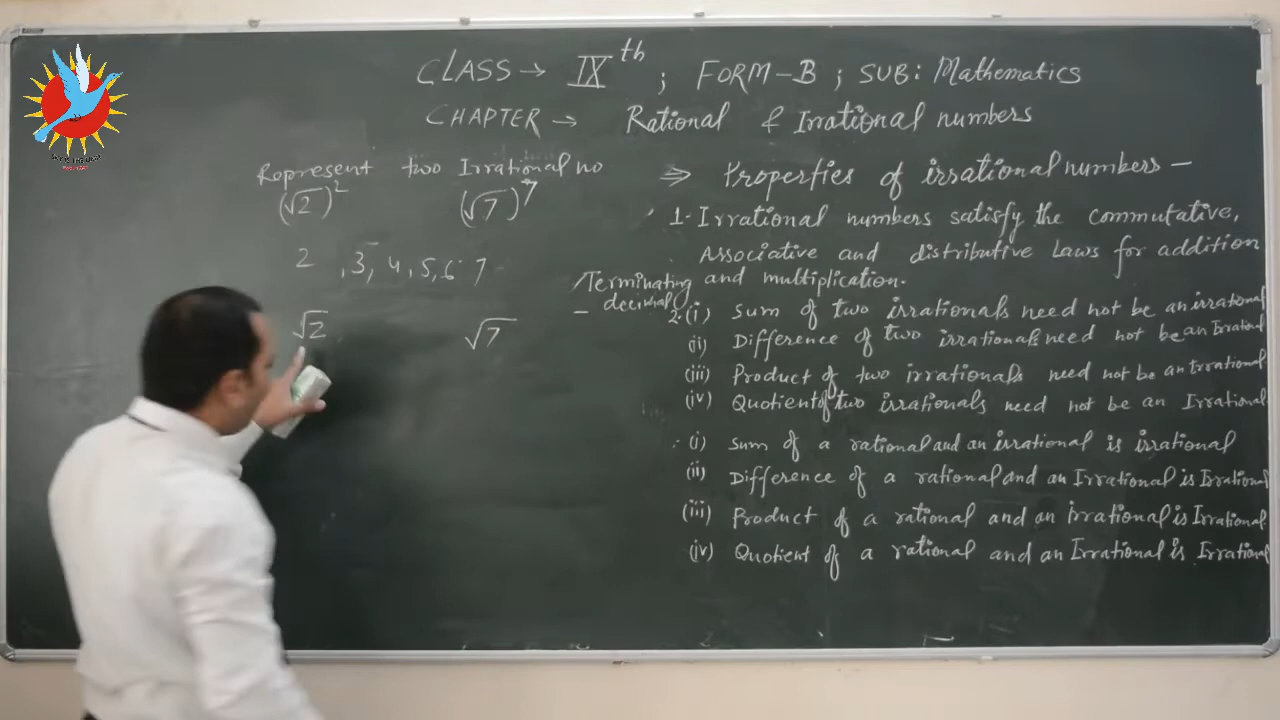 CLASS → IXth ; FORM-B ; SUB: Mathematics
CHAPTER → Rational & Irrational numbers
Represent two Irrational no
(√2)² (√7)⁷
2 , 3, 4, 5, 6 7
√2 √7
⇒ Properties of irrational numbers –
1. Irrational numbers satisfy the commutative,
Associative and distributive Laws for addition
and multiplication.
Terminating
– decimal
2. (i) Sum of two irrationals need not be an irrational
(ii) Difference of two irrationals need not be an Irrational
(iii) Product of two irrationals need not be an Irrational
(iv) Quotient of two irrationals need not be an Irrational
(i) Sum of a rational and an irrational is irrational
(ii) Difference of a rational and an Irrational is Irrational
(iii) Product of a rational and an irrational is Irrational
(iv) Quotient of a rational and an Irrational is Irrational